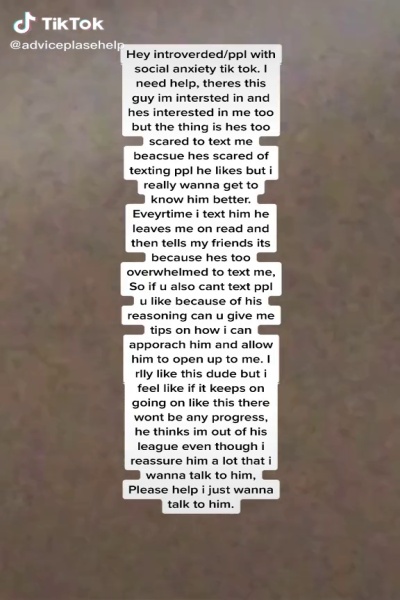 TikTok
@adviceplasehelp
Hey introverded/ppl with
social anxiety tik tok. I
need help, theres this
guy im intersted in and
hes interested in me too
but the thing is hes too
scared to text me
beacsue hes scared of
texting ppl he likes but i
really wanna get to
know him better.
Eveyrtime i text him he
leaves me on read and
then tells my friends its
because hes too
overwhelmed to text me,
So if u also cant text ppl
u like because of his
reasoning can u give me
tips on how i can
apporach him and allow
him to open up to me. I
rlly like this dude but i
feel like if it keeps on
going on like this there
wont be any progress,
he thinks im out of his
league even though i
reassure him a lot that i
wanna talk to him,
Please help i just wanna
talk to him.